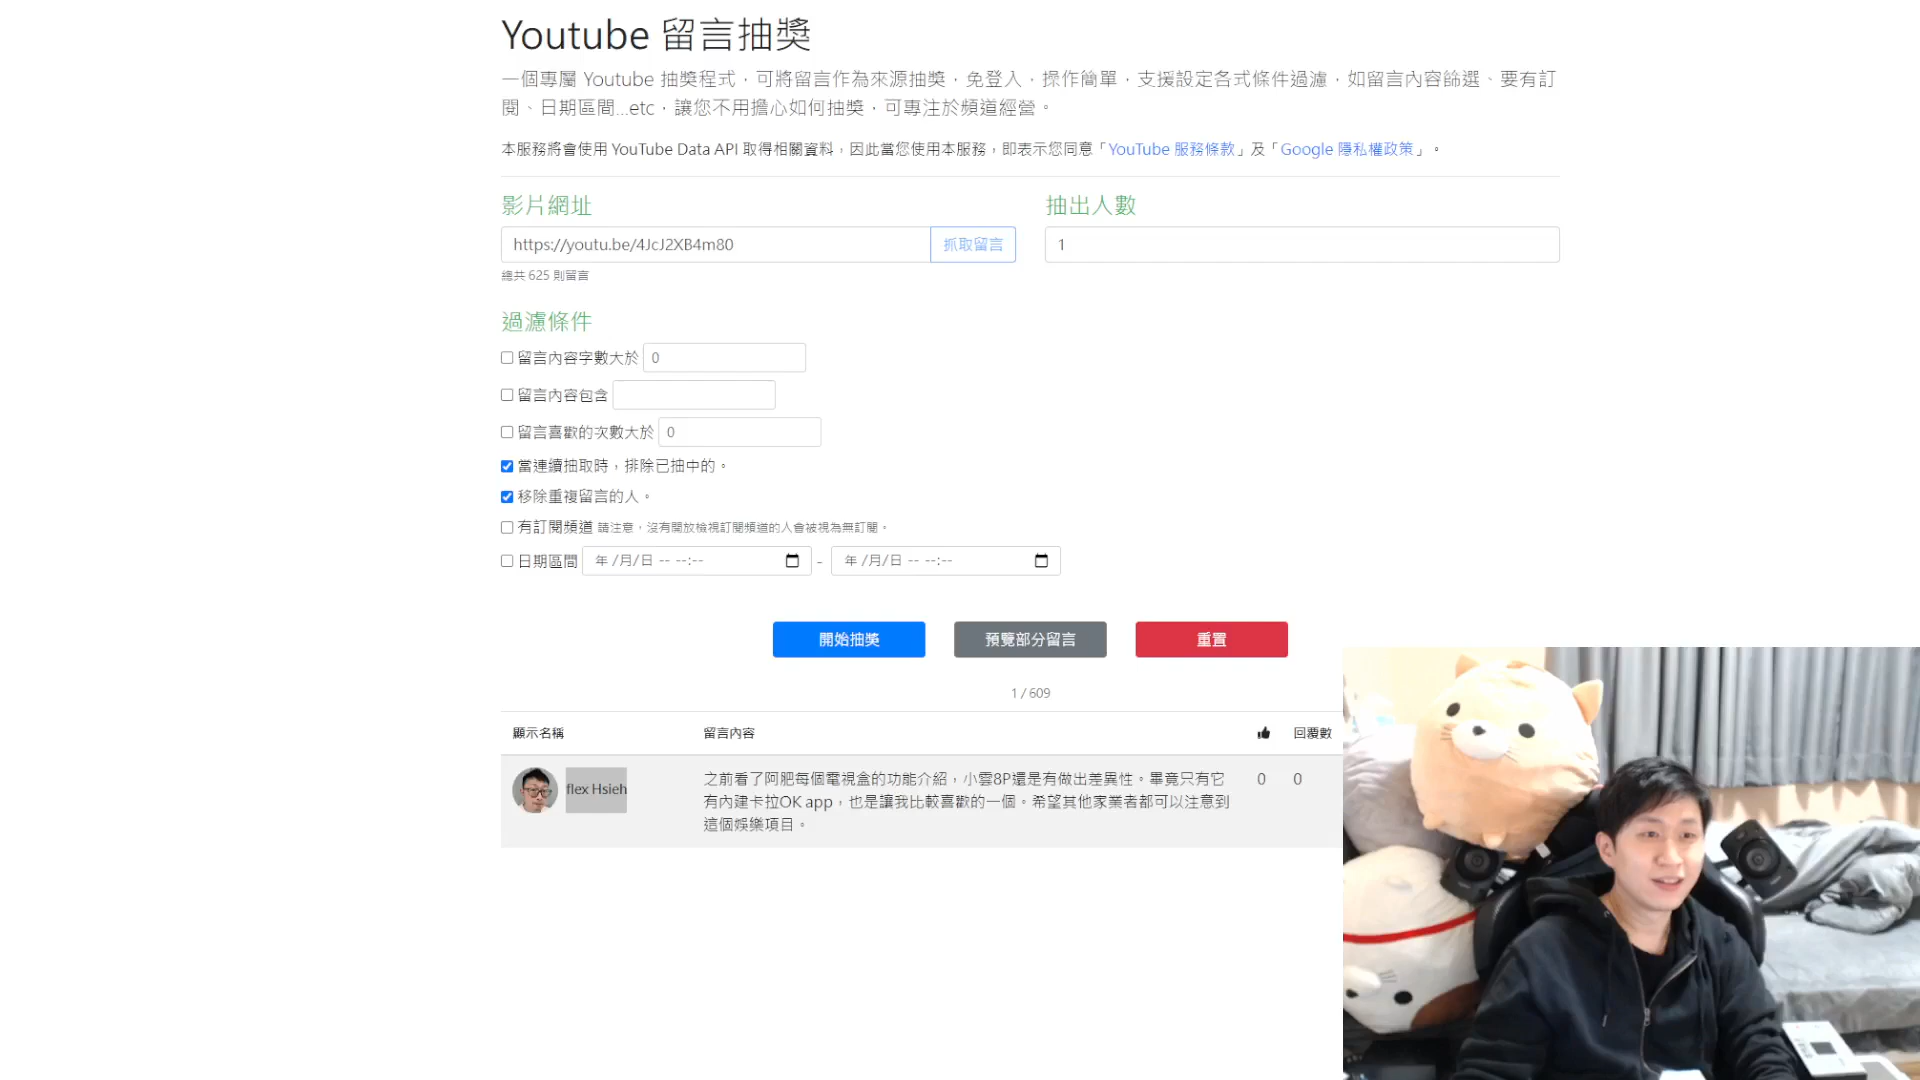 Youtube 留言抽獎
一個專屬 Youtube 抽獎程式，可將留言作為來源抽獎，免登入，操作簡單，支援設定各式條件過濾，如留言內容篩選、要有訂
閱、日期區間...etc，讓您不用擔心如何抽獎，可專注於頻道經營。
本服務將會使用 YouTube Data API 取得相關資料，因此當您使用本服務，即表示您同意「YouTube 服務條款」及「Google 隱私權政策」。
影片網址
抽出人數
https://youtu.be/4JcJ2XB4m80 抓取留言
1
總共 625 則留言
過濾條件
留言內容字數大於 0
留言內容包含
留言喜歡的次數大於 0
當連續抽取時，排除已抽中的。
移除重複留言的人。
有訂閱頻道 請注意，沒有開放檢視訂閱頻道的人會被視為無訂閱。
日期區間 年 /月/日 -- --:-- - 年 /月/日 -- --:--
開始抽獎 預覽部分留言 重置
1 / 609
顯示名稱 留言內容 回覆數
flex Hsieh
之前看了阿肥每個電視盒的功能介紹，小雲8P還是有做出差異性。畢竟只有它
有內建卡拉OK app，也是讓我比較喜歡的一個。希望其他家業者都可以注意到
這個娛樂項目。
0 0